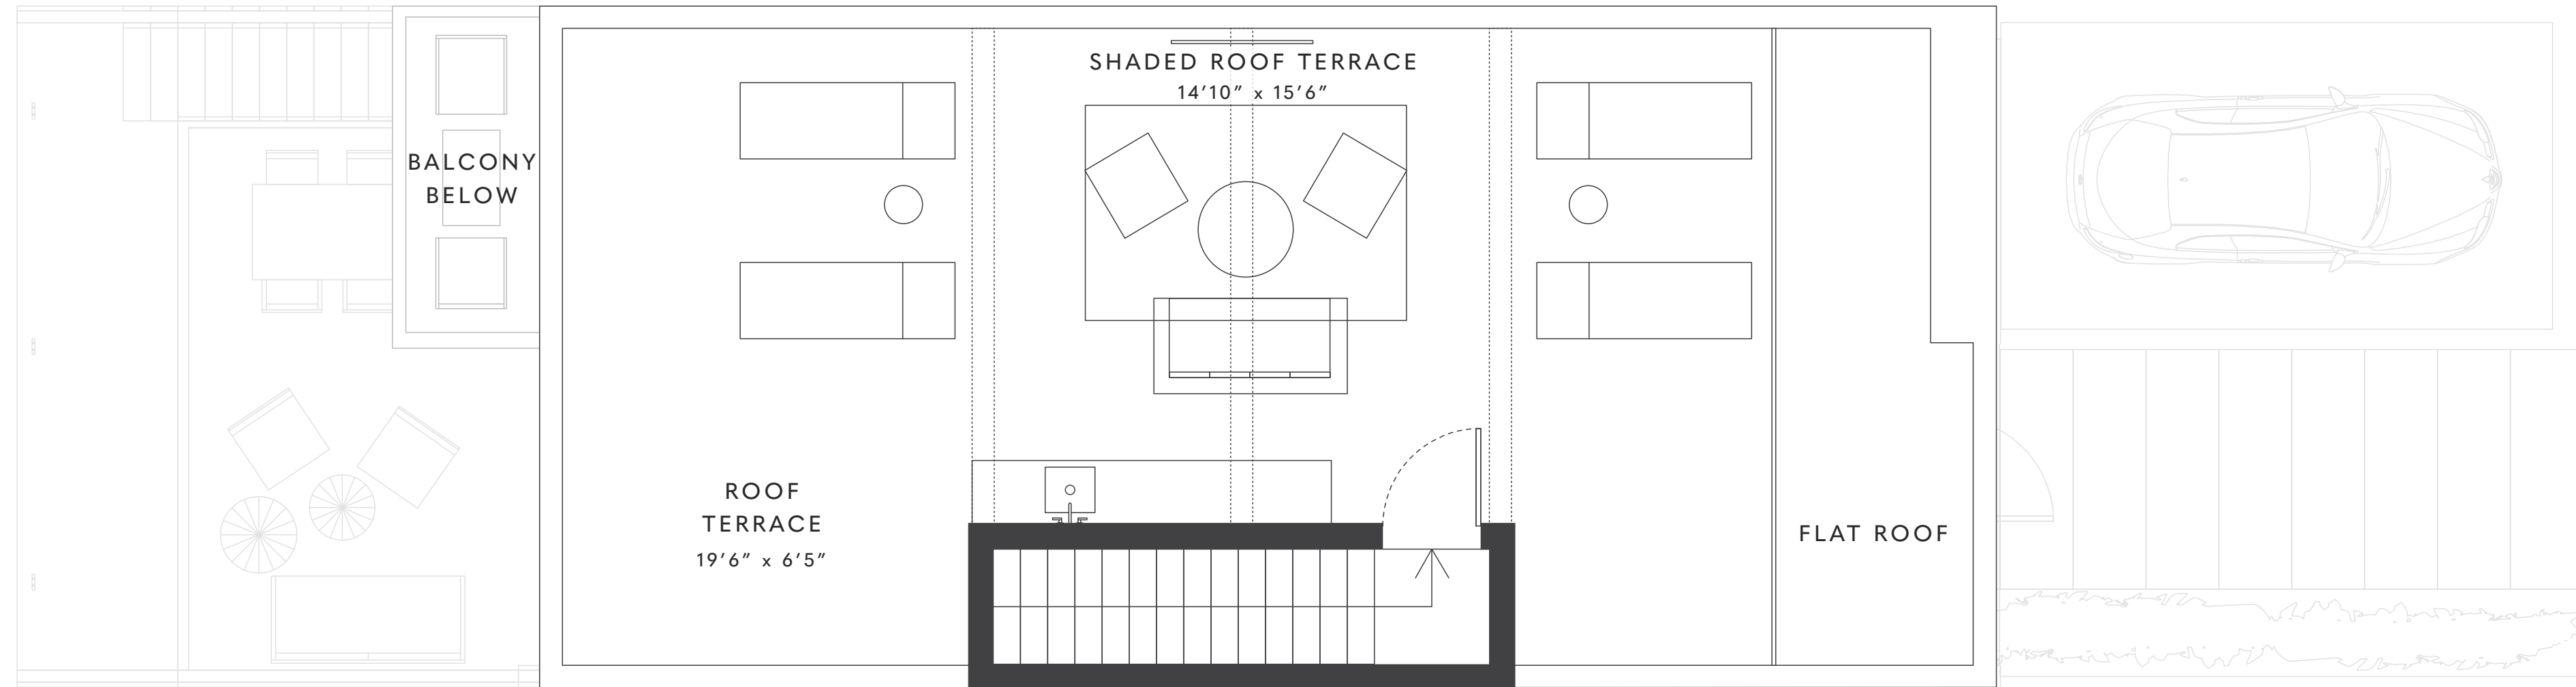 SHADED ROOF TERRACE
14’10” x 15’6”
BALCONY
BELOW
ROOF
TERRACE
19’6” x 6’5”
FLAT ROOF